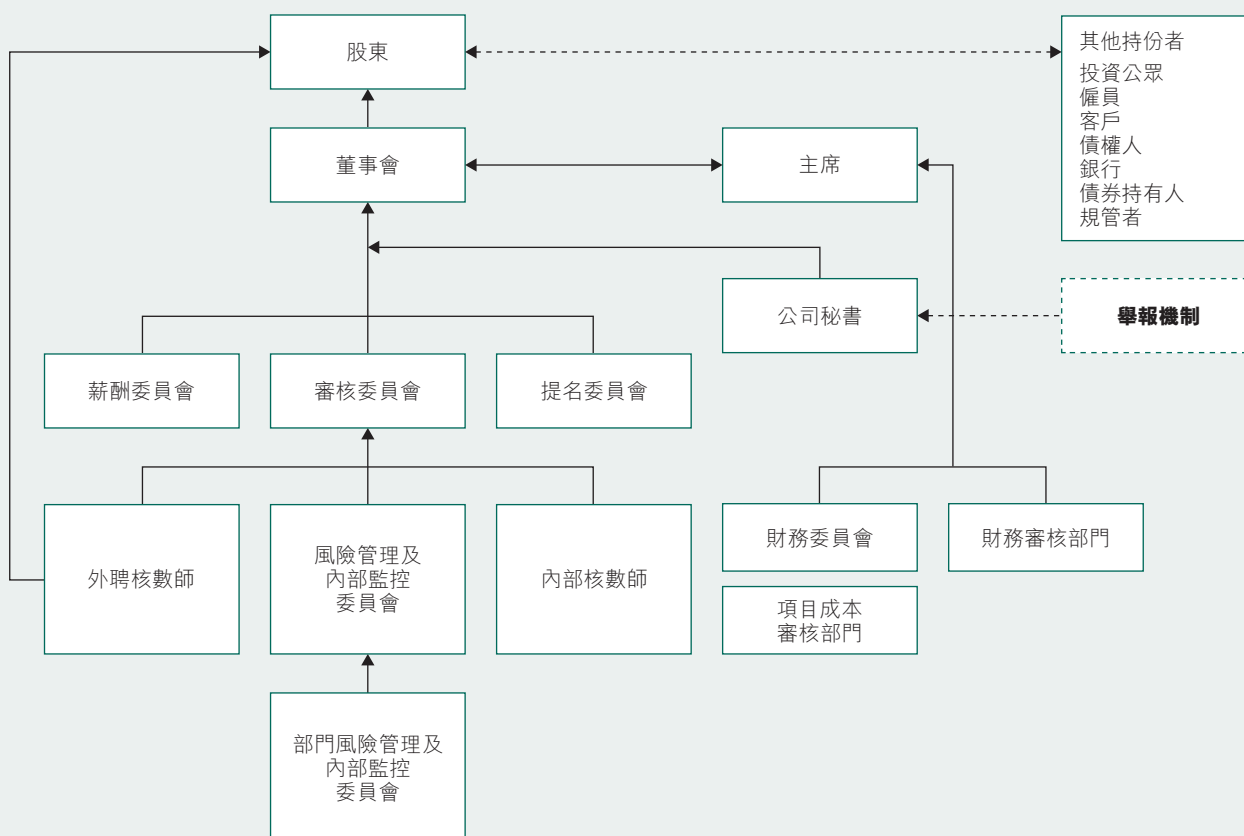 股東
其他持份者
投資公眾
僱員
客戶
債權人
銀行
債券持有人
規管者
董事會
主席
公司秘書
舉報機制
薪酬委員會
審核委員會
提名委員會
外聘核數師
風險管理及
內部監控
委員會
內部核數師
財務委員會
財務審核部門
項目成本
審核部門
部門風險管理及
內部監控
委員會